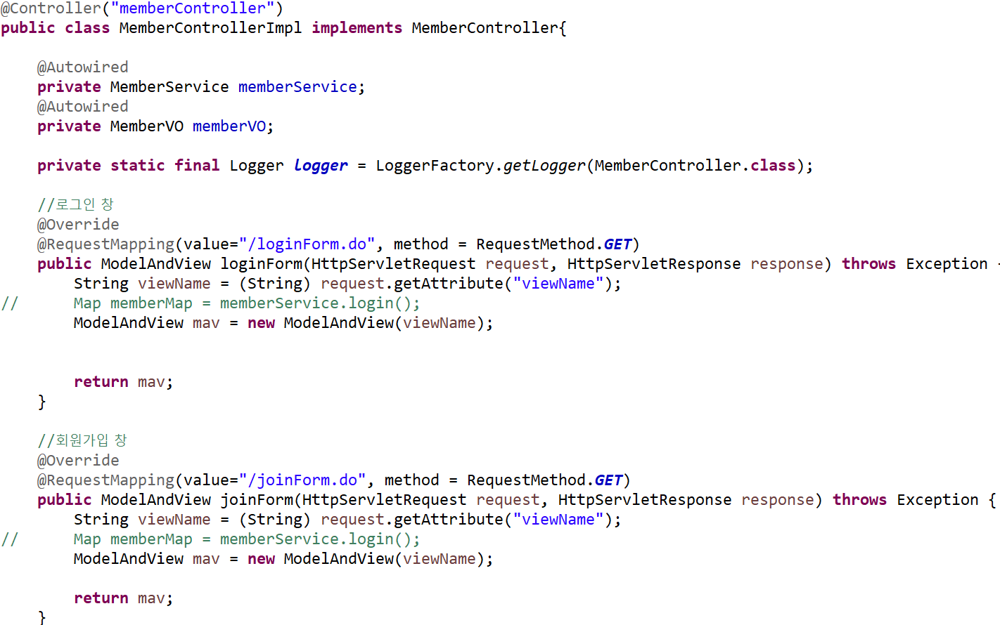 @Controller("memberController")
public class MemberControllerImpl implements MemberController{
@Autowired
private MemberService memberService;
@Autowired
private MemberVO memberVO;
private static final Logger logger = LoggerFactory.getLogger(MemberController.class);
//로그인 창
@Override
@RequestMapping(value="/loginForm.do", method = RequestMethod.GET)
public ModelAndView loginForm(HttpServletRequest request, HttpServletResponse response) throws Exception {
String viewName = (String) request.getAttribute("viewName");
// Map memberMap = memberService.login();
ModelAndView mav = new ModelAndView(viewName);
return mav;
}
//회원가입 창
@Override
@RequestMapping(value="/joinForm.do", method = RequestMethod.GET)
public ModelAndView joinForm(HttpServletRequest request, HttpServletResponse response) throws Exception {
String viewName = (String) request.getAttribute("viewName");
// Map memberMap = memberService.login();
ModelAndView mav = new ModelAndView(viewName);
return mav;
}